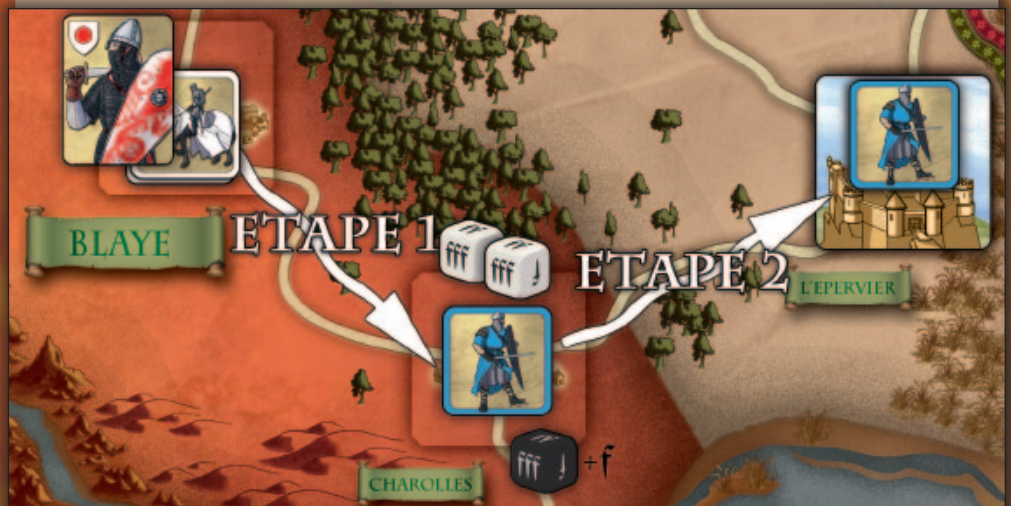 BLAYE
ETAPE 1
ETAPE 2
L'EPERVIER
CHAROLLES